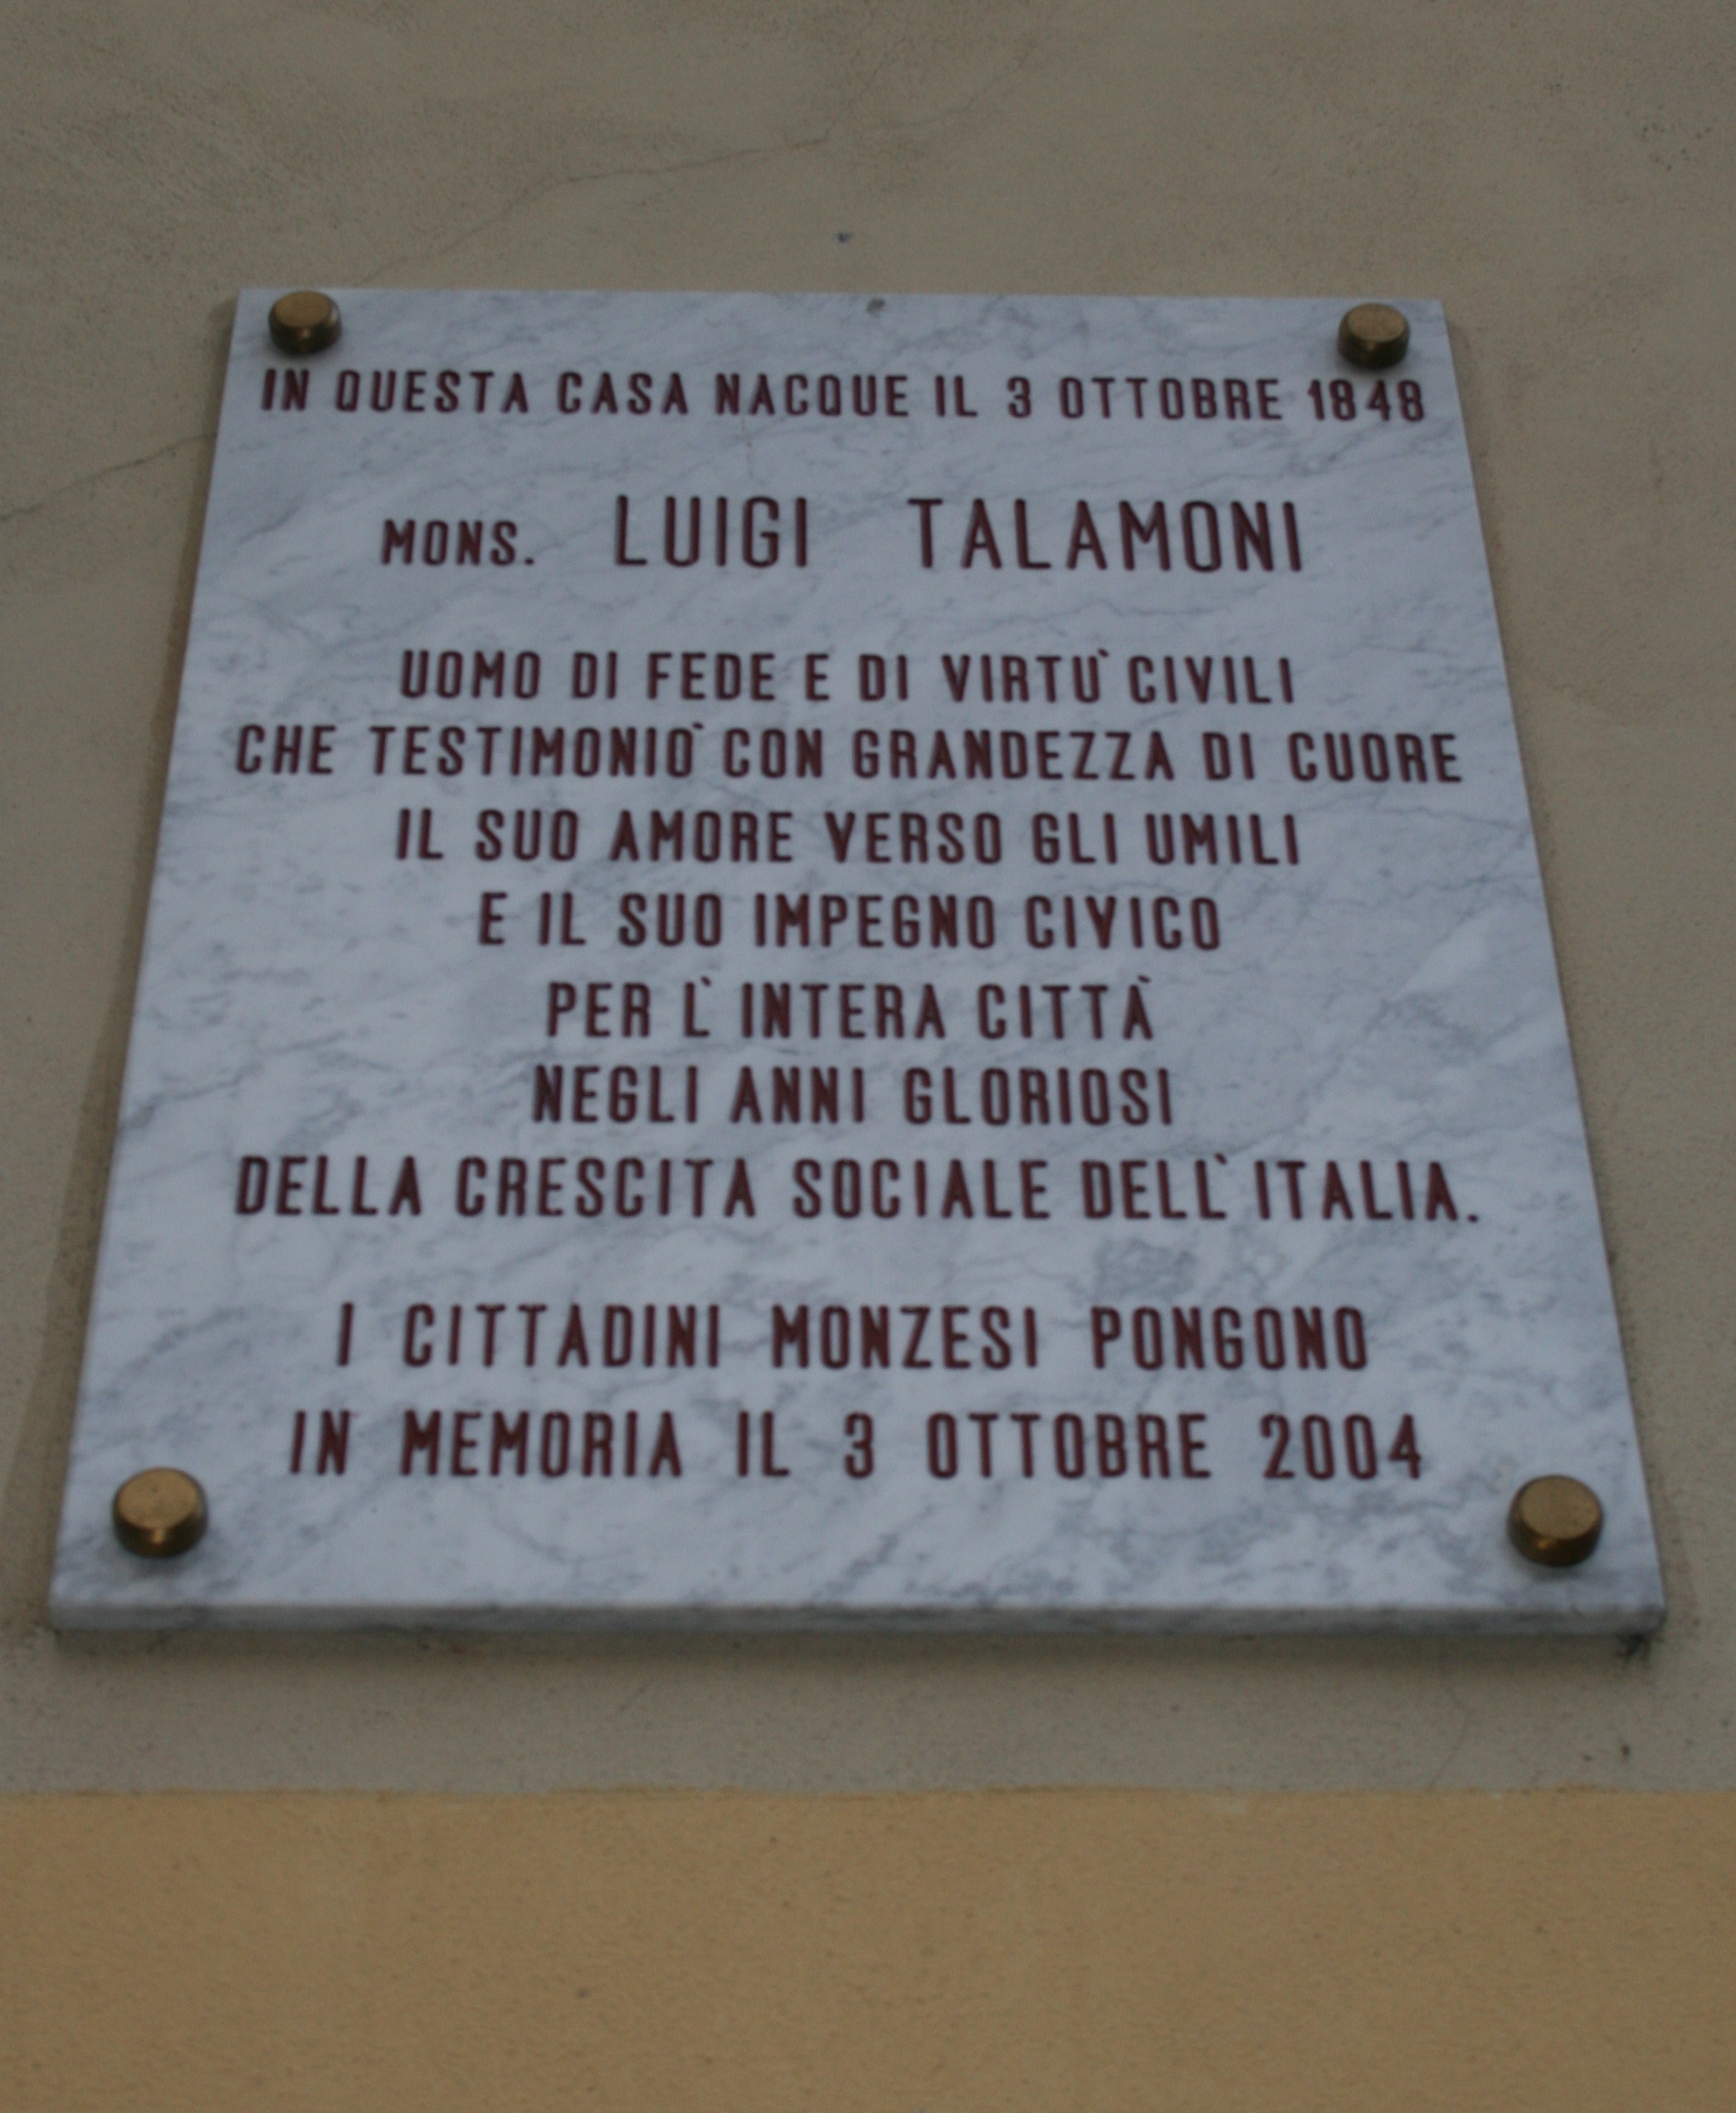 IN QUESTA CASA NACQUE IL 3 OTTOBRE 1848
MONS. LUIGI TALAMONI
UOMO DI FEDE E DI VIRTU` CIVILI
CHE TESTIMONIO` CON GRANDEZZA DI CUORE
IL SUO AMORE VERSO GLI UMILI
E IL SUO IMPEGNO CIVICO
PER L` INTERA CITTÀ
NEGLI ANNI GLORIOSI
DELLA CRESCITA SOCIALE DELL` ITALIA.
I CITTADINI MONZESI PONGONO
IN MEMORIA IL 3 OTTOBRE 2004